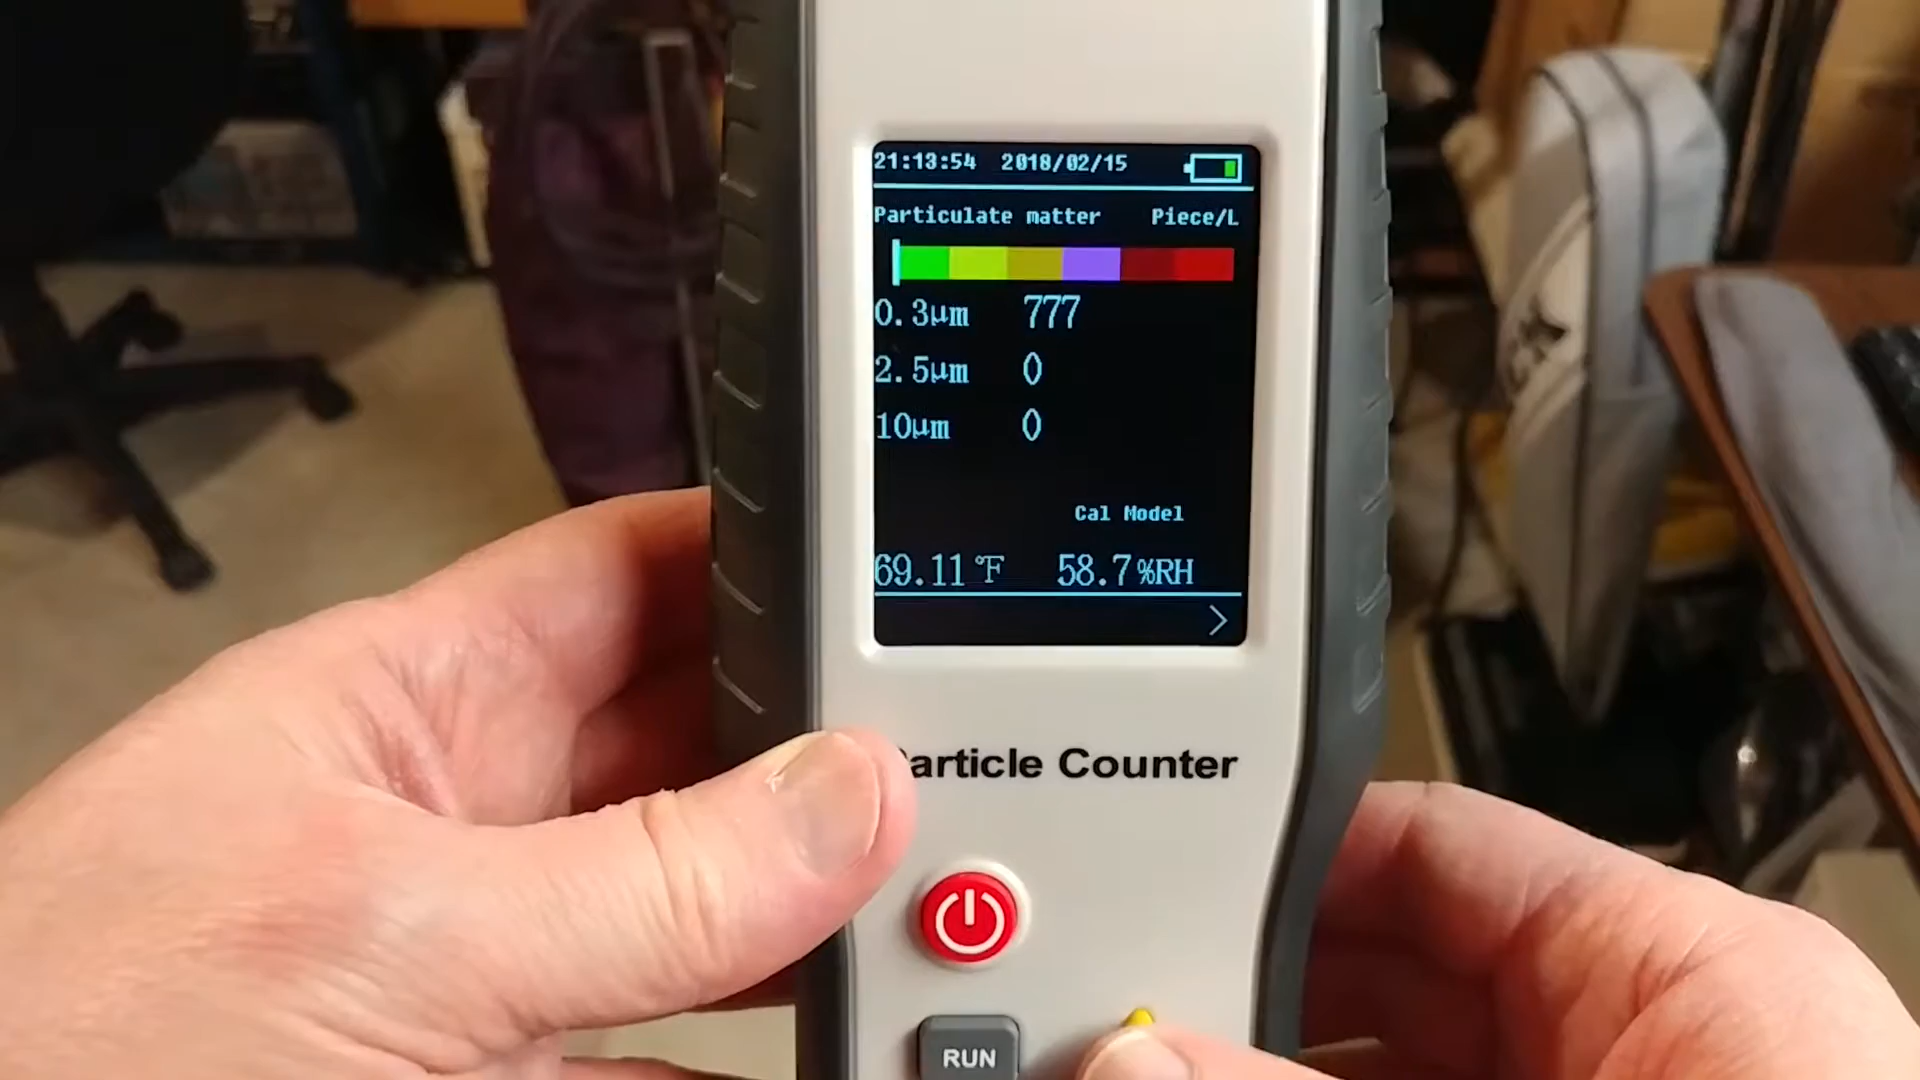 21:13:54 2018/02/15
Particulate matter Piece/L
0.3μm 777
2.5μm 0
10μm 0
Cal Model
69.11℉ 58.7%RH
>
article Counter
RUN